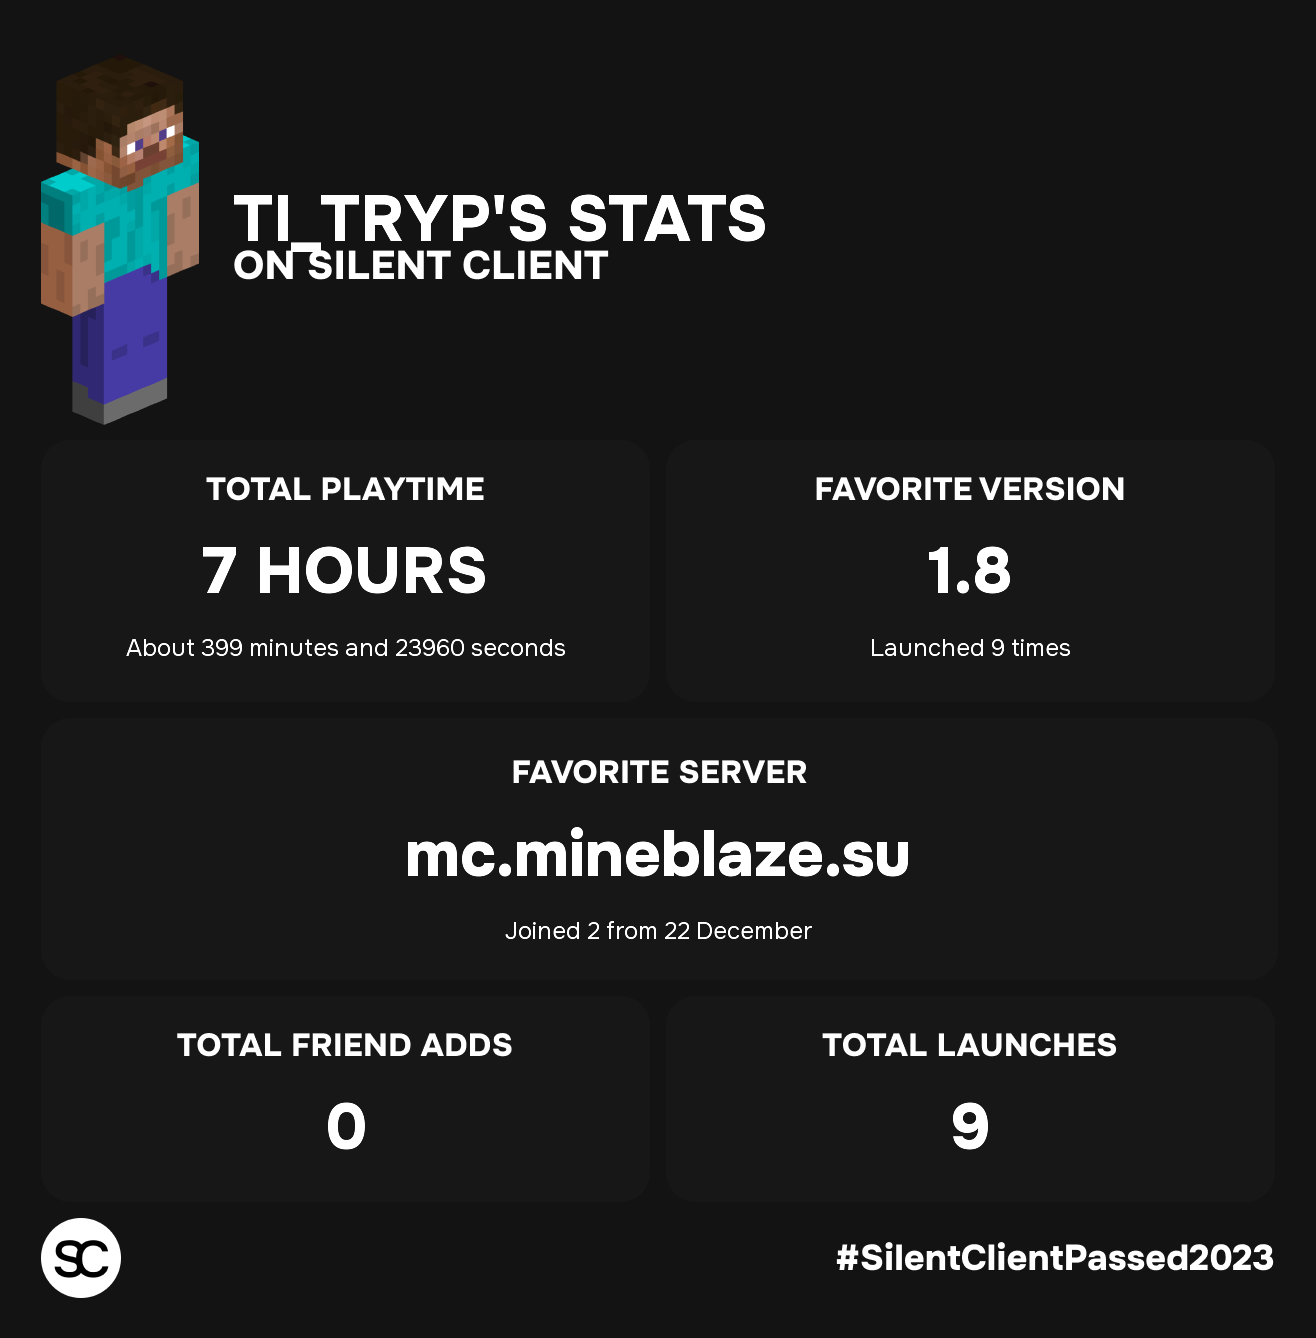 TI_TRYP'S STATS
ON SILENT CLIENT
TOTAL PLAYTIME
7 HOURS
About 399 minutes and 23960 seconds
FAVORITE VERSION
1.8
Launched 9 times
FAVORITE SERVER
mc.mineblaze.su
Joined 2 from 22 December
TOTAL FRIEND ADDS
0
TOTAL LAUNCHES
9
SC
#SilentClientPassed2023